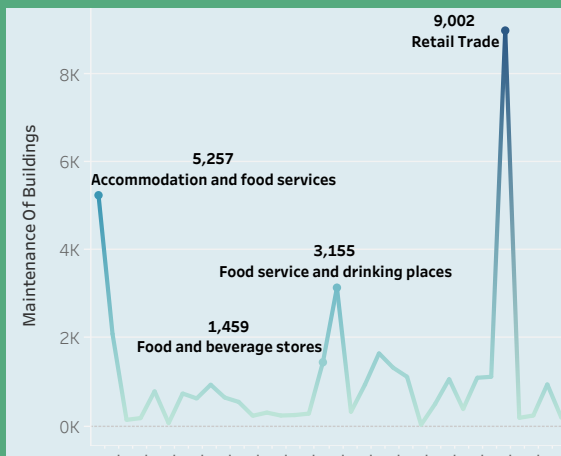 9,002
Retail Trade
8K
6K
5,257
Accommodation and food services
4K
3,155
Food service and drinking places
1,459
Food and beverage stores
2K
0K
Maintenance Of Buildings